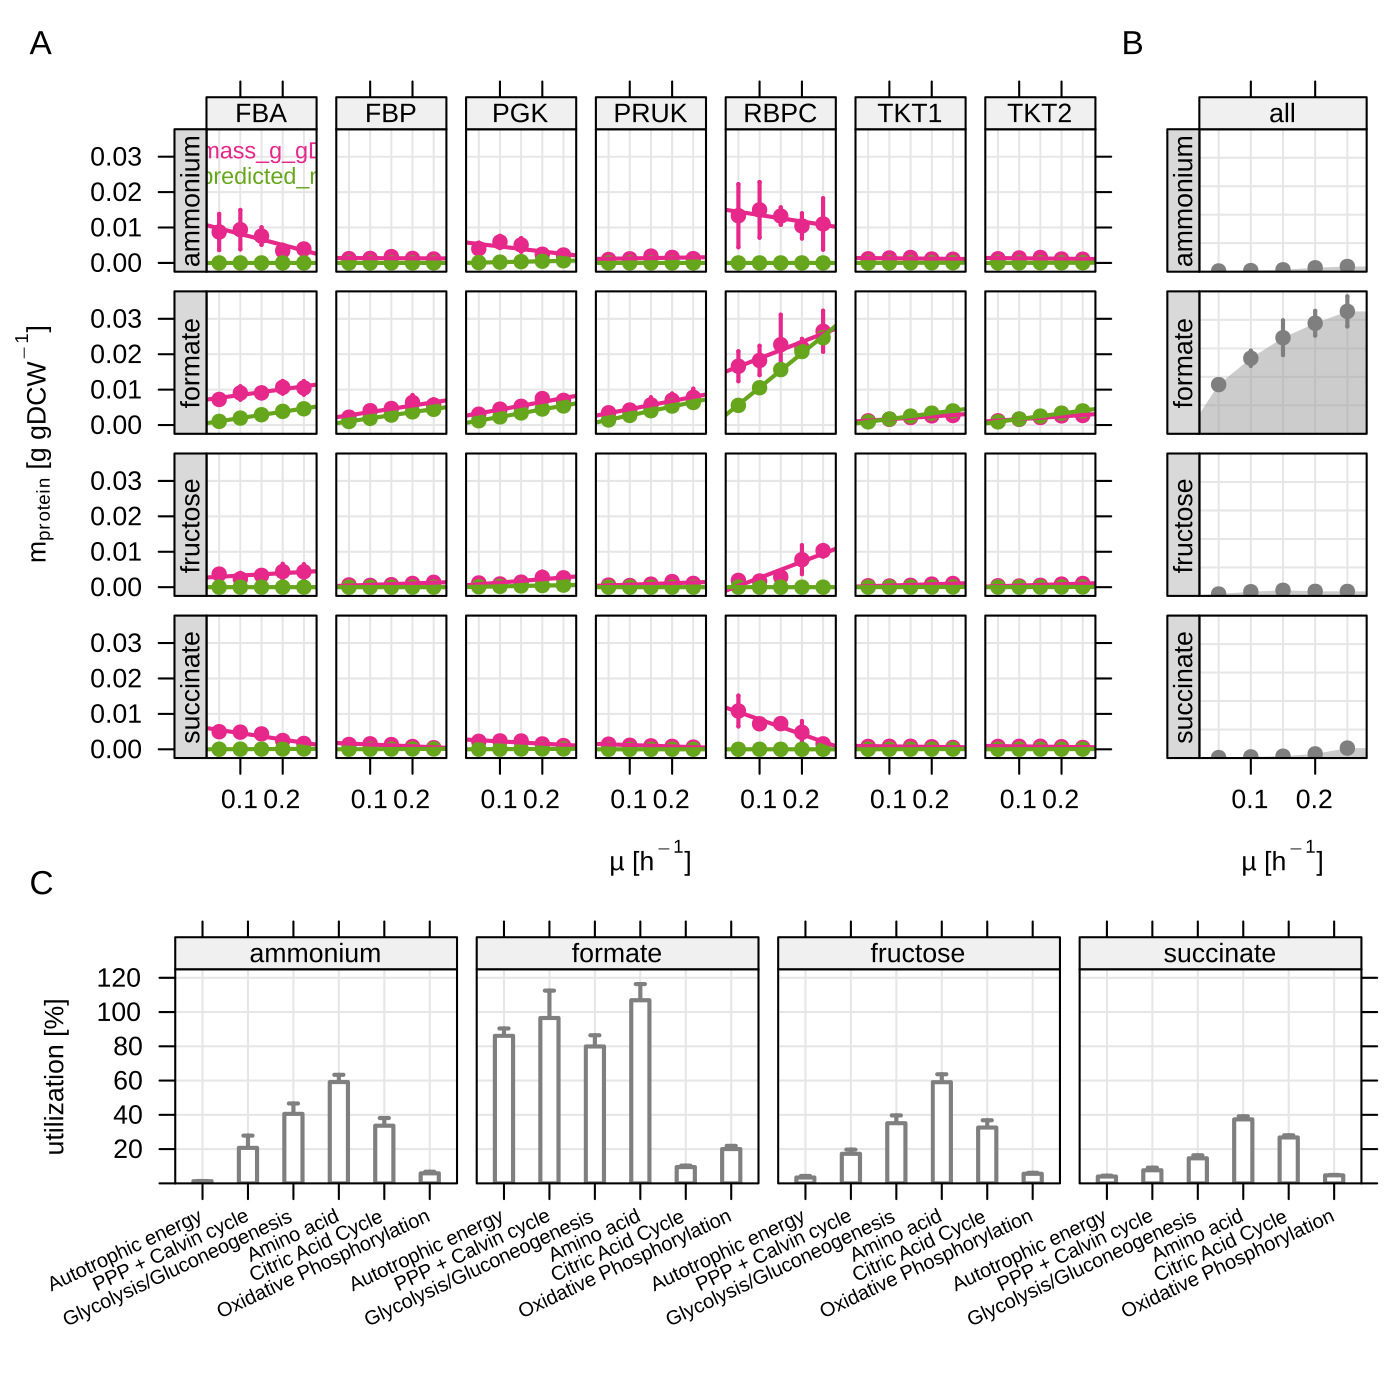 A
B
FBA FBP PGK PRUK RBPC TKT1 TKT2 all
ammonium
mass_g_gD
predicted_r
0.03
0.02
0.01
0.00
ammonium
formate
0.03
0.02
0.01
0.00
formate
fructose
0.03
0.02
0.01
0.00
fructose
succinate
0.03
0.02
0.01
0.00
succinate
m protein [g gDCW −1]
0.1 0.2 0.1 0.2 0.1 0.2 0.1 0.2 0.1 0.2 0.1 0.2 0.1 0.2 0.1 0.2
µ [h −1] µ [h −1]
C
ammonium formate fructose succinate
utilization [%]
120
100
80
60
40
20
Autotrophic energy
PPP + Calvin cycle
Glycolysis/Gluconeogenesis
Amino acid
Citric Acid Cycle
Oxidative Phosphorylation
Autotrophic energy
PPP + Calvin cycle
Glycolysis/Gluconeogenesis
Amino acid
Citric Acid Cycle
Oxidative Phosphorylation
Autotrophic energy
PPP + Calvin cycle
Glycolysis/Gluconeogenesis
Amino acid
Citric Acid Cycle
Oxidative Phosphorylation
Autotrophic energy
PPP + Calvin cycle
Glycolysis/Gluconeogenesis
Amino acid
Citric Acid Cycle
Oxidative Phosphorylation